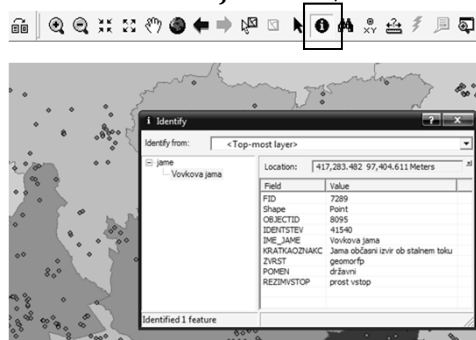 Identify
Identify from: <Top-most layer>
jame
Vovkova jama
Location: 417,283.482 97,404.611 Meters
Field Value
FID 7289
Shape Point
OBJECTID 8095
IDENTSTEV 41540
IME_JAME Vovkova jama
KRATKAOZNAKC Jama občasni izvir ob stalnem toku
ZVRST geomorfp
POMEN državni
REZIMVSTOP prost vstop
Identified 1 feature